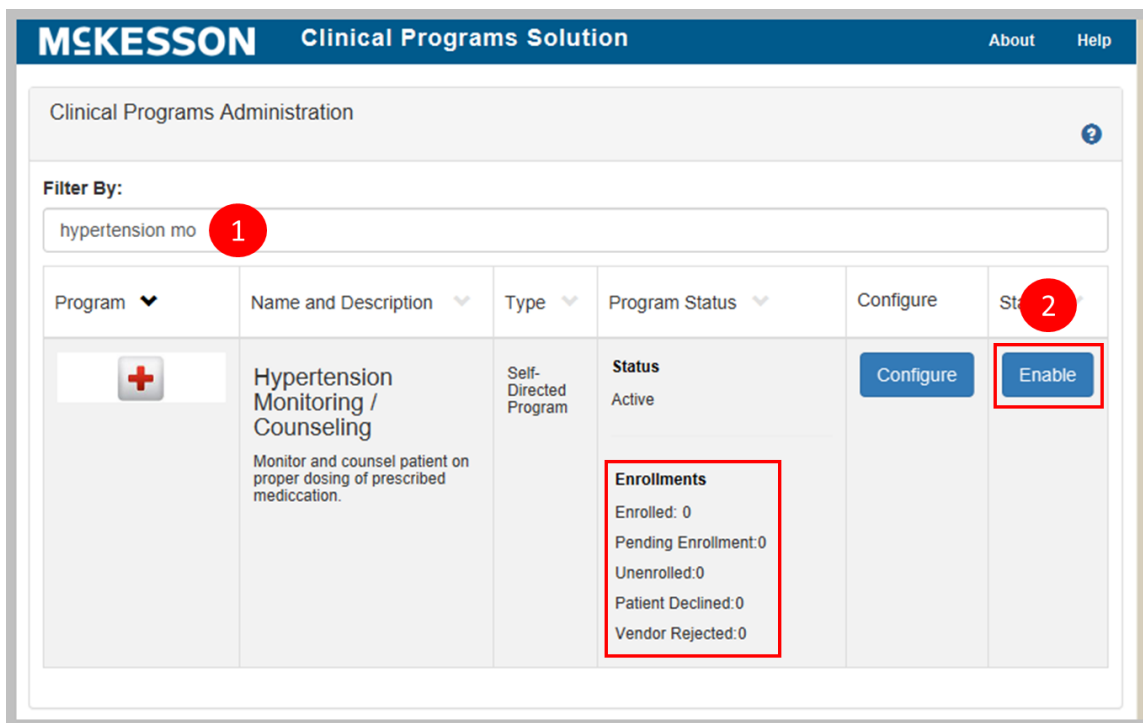 MCKESSON Clinical Programs Solution About Help
Clinical Programs Administration
?
Filter By:
hypertension mo 1
Program Name and Description Type Program Status Configure
2
Hypertension
Monitoring /
Counseling
Monitor and counsel patient on
proper dosing of prescribed
mediccation.
Self-
Directed
Program
Status
Active
Enrollments
Enrolled: 0
Pending Enrollment:0
Unenrolled:0
Patient Declined:0
Vendor Rejected:0
Configure
Enable